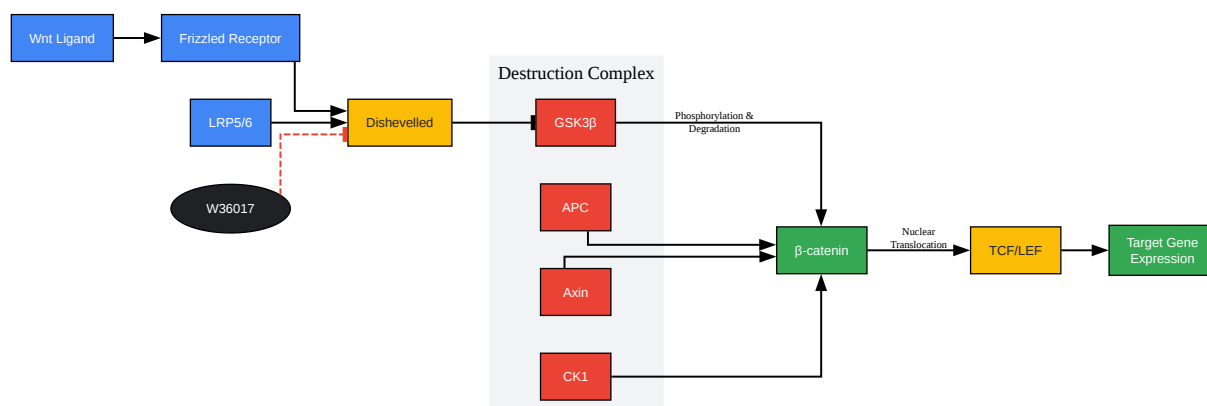 Wnt Ligand
Frizzled Receptor
Destruction Complex
LRP5/6
Dishevelled
GSK3β
Phosphorylation &
Degradation
W36017
APC
β-catenin
Nuclear
Translocation
TCF/LEF
Target Gene
Expression
Axin
CK1